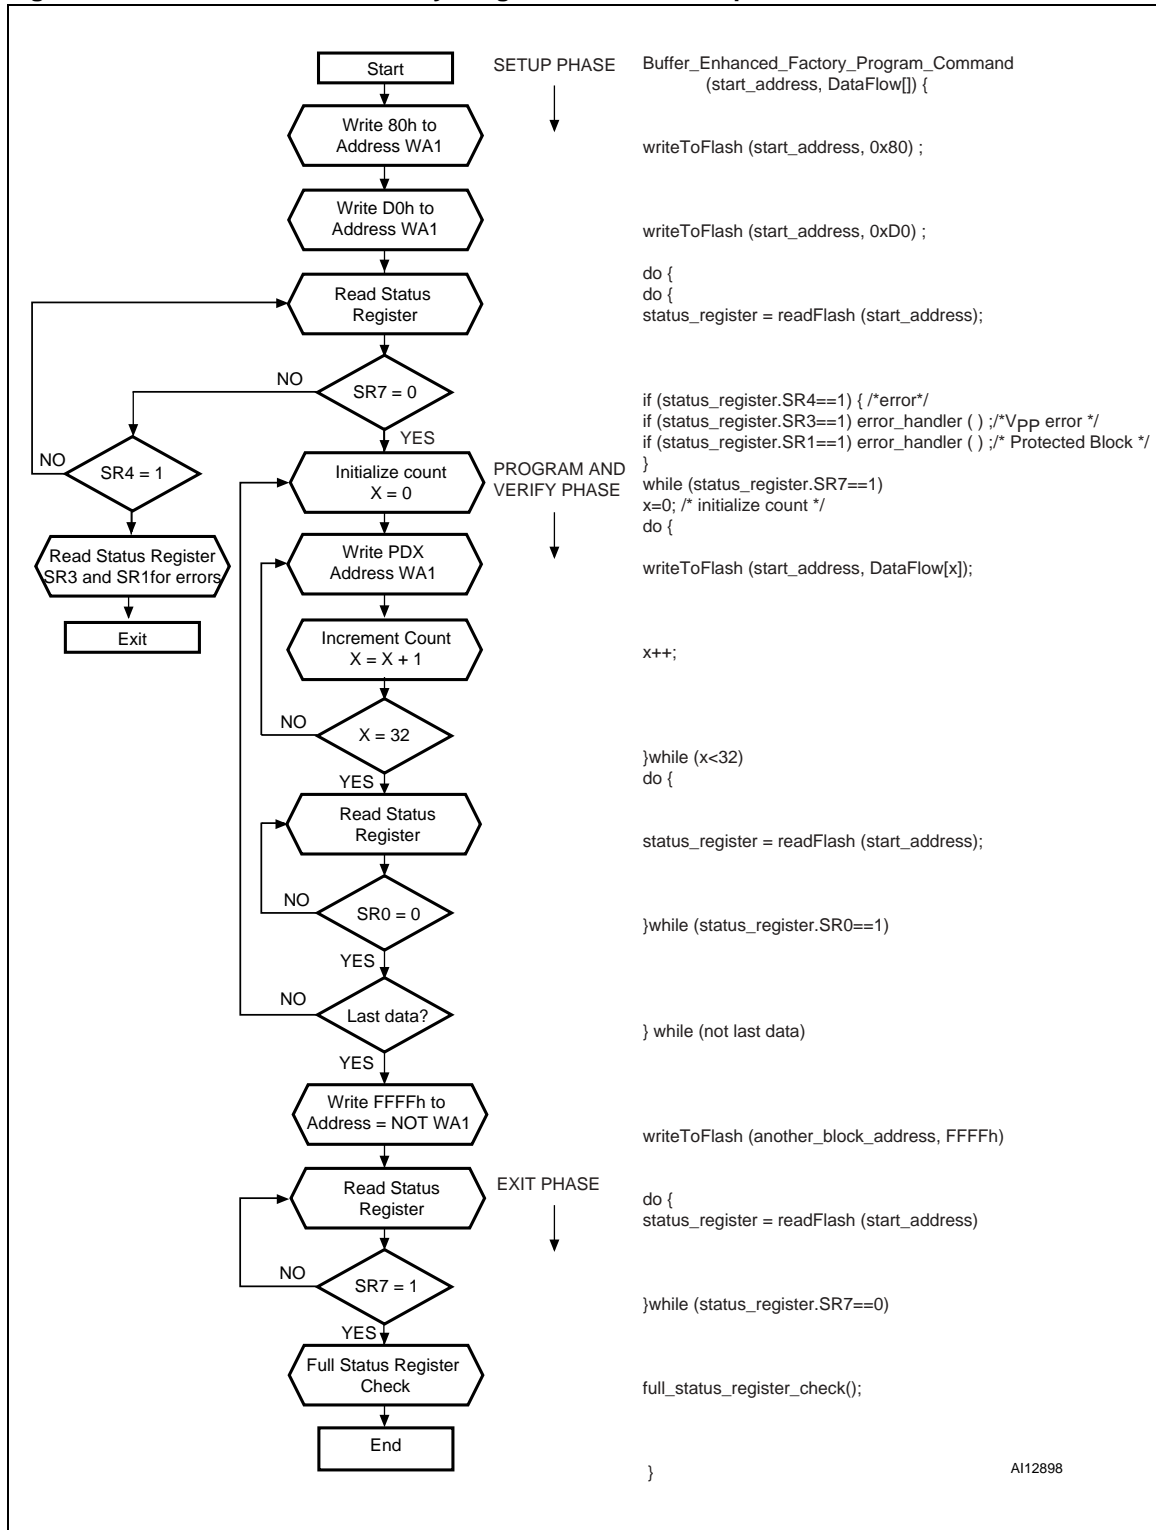 Start
SETUP PHASE
Buffer_Enhanced_Factory_Program_Command
(start_address, DataFlow[]) {
Write 80h to
Address WA1
writeToFlash (start_address, 0x80) ;
Write D0h to
Address WA1
writeToFlash (start_address, 0xD0) ;
do {
do {
Read Status
Register
status_register = readFlash (start_address);
NO
SR7 = 0
YES
if (status_register.SR4==1) { /*error*/
if (status_register.SR3==1) error_handler ( ) ;/*VPP error */
if (status_register.SR1==1) error_handler ( ) ;/* Protected Block */
}
NO
SR4 = 1
Initialize count
X = 0
PROGRAM AND
VERIFY PHASE
while (status_register.SR7==1)
x=0; /* initialize count */
do {
Read Status Register
SR3 and SR1for errors
Exit
Write PDX
Address WA1
writeToFlash (start_address, DataFlow[x]);
Increment Count
X = X + 1
x++;
NO
X = 32
YES
}while (x<32)
do {
Read Status
Register
status_register = readFlash (start_address);
NO
SR0 = 0
YES
}while (status_register.SR0==1)
NO
Last data?
YES
} while (not last data)
Write FFFFh to
Address = NOT WA1
writeToFlash (another_block_address, FFFFh)
Read Status
Register
EXIT PHASE
do {
status_register = readFlash (start_address)
NO
SR7 = 1
YES
}while (status_register.SR7==0)
Full Status Register
Check
full_status_register_check();
End
}
AI12898